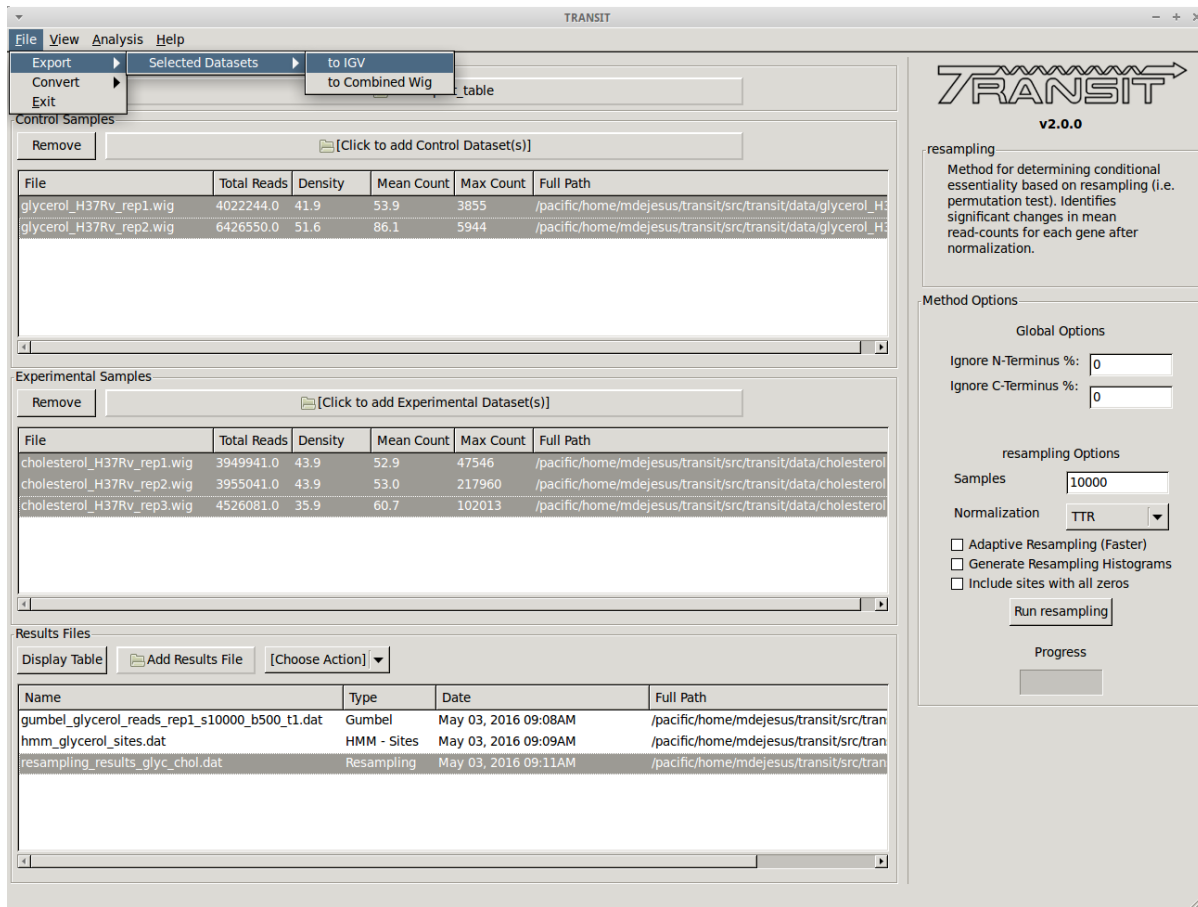 TRANSIT
File View Analysis Help
Export Selected Datasets to IGV
Convert to Combined Wig
Exit
t_table
Control Samples
Remove [Click to add Control Dataset(s)]
File Total Reads Density Mean Count Max Count Full Path
glycerol_H37Rv_rep1.wig 4022244.0 41.9 53.9 3855 /pacific/home/mdejesus/transit/src/transit/data/glycerol_H3
glycerol_H37Rv_rep2.wig 6426550.0 51.6 86.1 5944 /pacific/home/mdejesus/transit/src/transit/data/glycerol_H3
Experimental Samples
Remove [Click to add Experimental Dataset(s)]
File Total Reads Density Mean Count Max Count Full Path
cholesterol_H37Rv_rep1.wig 3949941.0 43.9 52.9 47546 /pacific/home/mdejesus/transit/src/transit/data/cholesterol
cholesterol_H37Rv_rep2.wig 3955041.0 43.9 53.0 217960 /pacific/home/mdejesus/transit/src/transit/data/cholesterol
cholesterol_H37Rv_rep3.wig 4526081.0 35.9 60.7 102013 /pacific/home/mdejesus/transit/src/transit/data/cholesterol
Results Files
Display Table Add Results File [Choose Action]
Name Type Date Full Path
gumbel_glycerol_reads_rep1_s10000_b500_t1.dat Gumbel May 03, 2016 09:08AM /pacific/home/mdejesus/transit/src/tran
hmm_glycerol_sites.dat HMM - Sites May 03, 2016 09:09AM /pacific/home/mdejesus/transit/src/tran
resampling_results_glyc_chol.dat Resampling May 03, 2016 09:11AM /pacific/home/mdejesus/transit/src/tran
TRANSIT
v2.0.0
resampling
Method for determining conditional
essentiality based on resampling (i.e.
permutation test). Identifies
significant changes in mean
read-counts for each gene after
normalization.
Method Options
Global Options
Ignore N-Terminus %: 0
Ignore C-Terminus %: 0
resampling Options
Samples 10000
Normalization TTR
Adaptive Resampling (Faster)
Generate Resampling Histograms
Include sites with all zeros
Run resampling
Progress